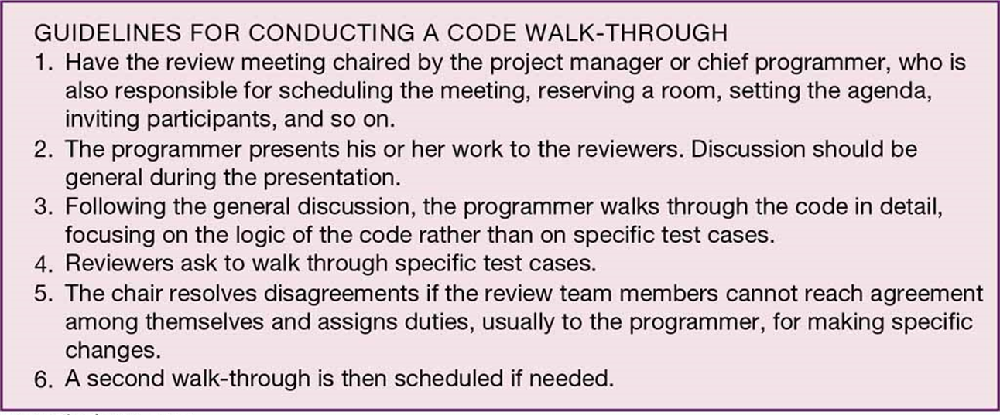 GUIDELINES FOR CONDUCTING A CODE WALK-THROUGH
1. Have the review meeting chaired by the project manager or chief programmer, who is
also responsible for scheduling the meeting, reserving a room, setting the agenda,
inviting participants, and so on.
2. The programmer presents his or her work to the reviewers. Discussion should be
general during the presentation.
3. Following the general discussion, the programmer walks through the code in detail,
focusing on the logic of the code rather than on specific test cases.
4. Reviewers ask to walk through specific test cases.
5. The chair resolves disagreements if the review team members cannot reach agreement
among themselves and assigns duties, usually to the programmer, for making specific
changes.
6. A second walk-through is then scheduled if needed.